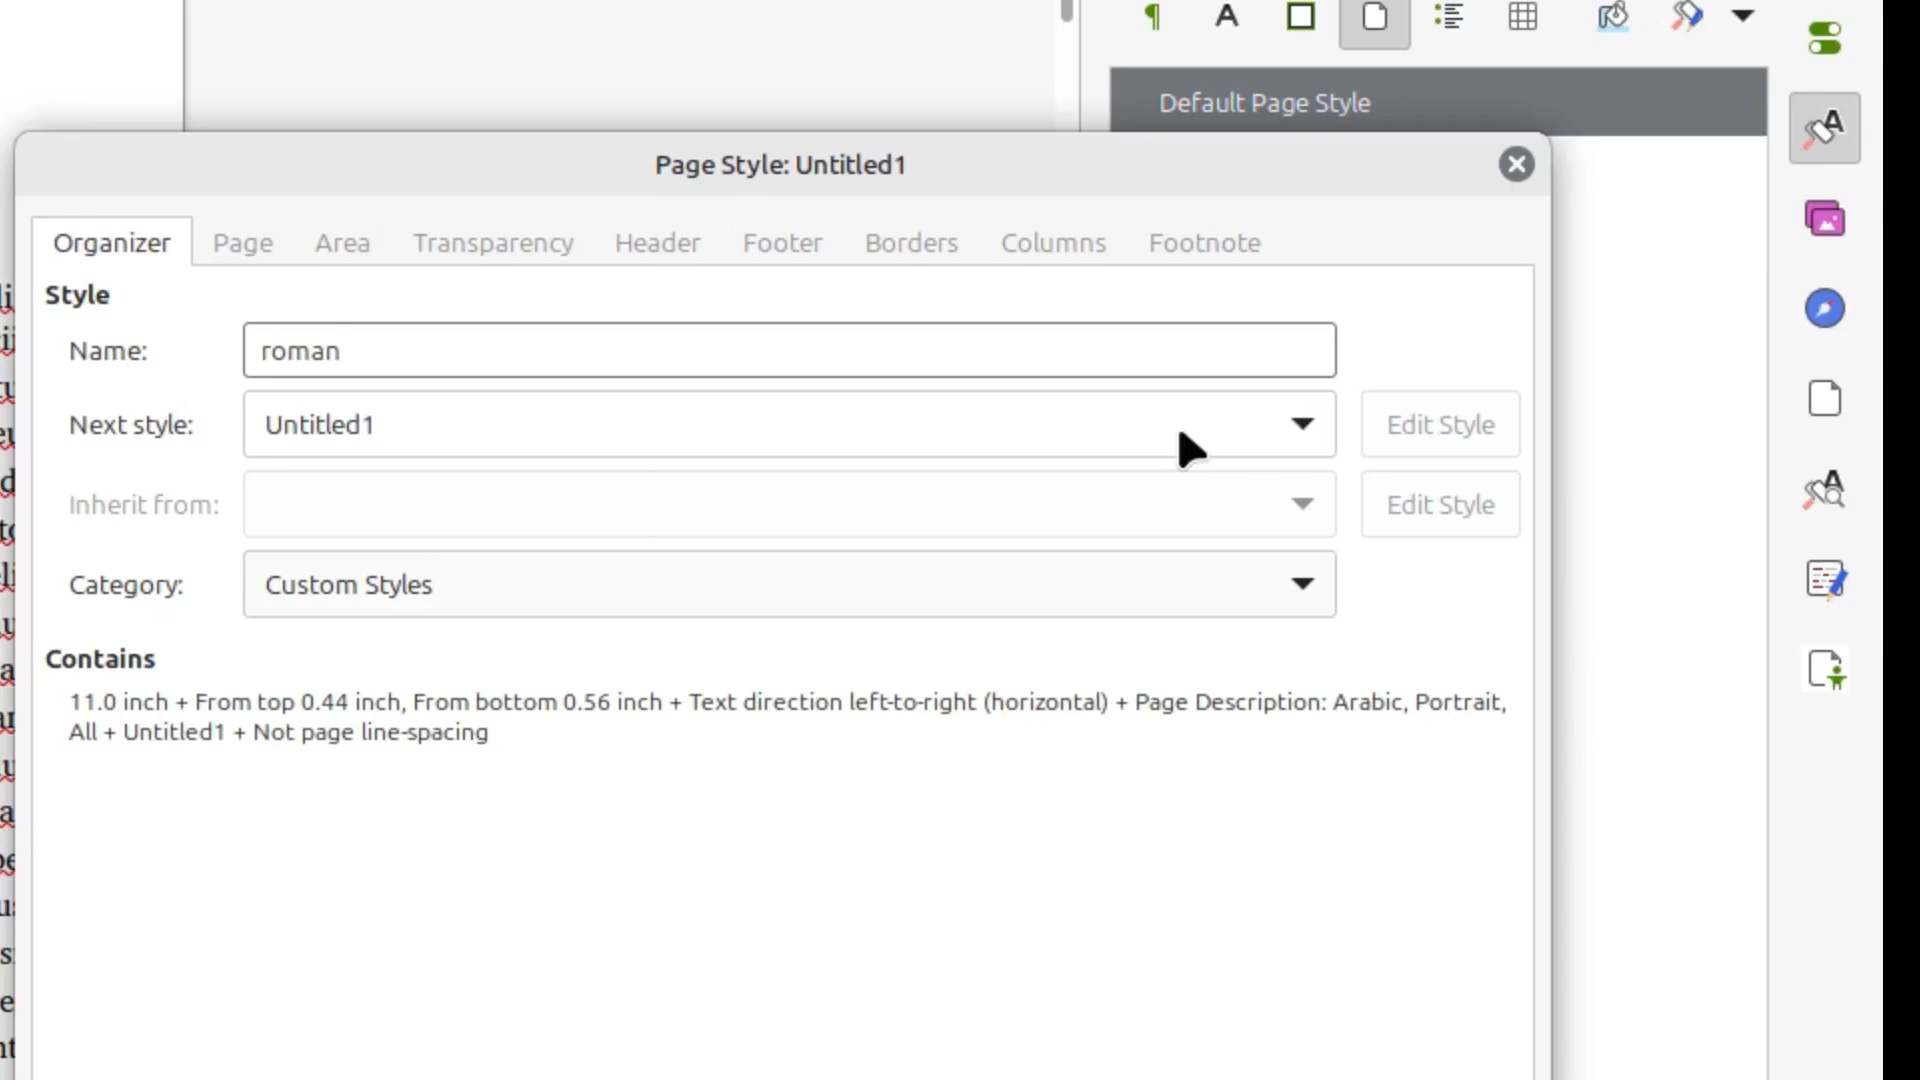 Default Page Style
Page Style: Untitled1
Organizer Page Area Transparency Header Footer Borders Columns Footnote
Style
Name: roman
Next style: Untitled1 Edit Style
Inherit from: Edit Style
Category: Custom Styles
Contains
11.0 inch + From top 0.44 inch, From bottom 0.56 inch + Text direction left-to-right (horizontal) + Page Description: Arabic, Portrait,
All + Untitled1 + Not page line-spacing